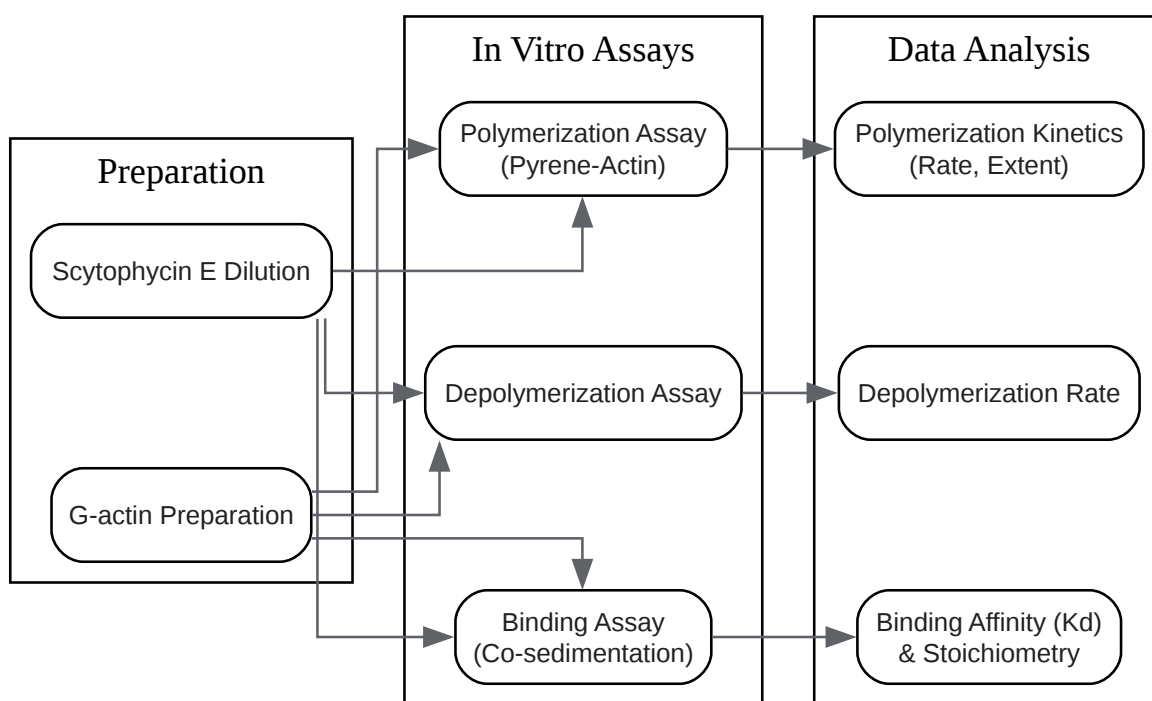 Preparation
Scytophycin E Dilution
G-actin Preparation
In Vitro Assays
Polymerization Assay
(Pyrene-Actin)
Depolymerization Assay
Binding Assay
(Co-sedimentation)
Data Analysis
Polymerization Kinetics
(Rate, Extent)
Depolymerization Rate
Binding Affinity (Kd)
& Stoichiometry